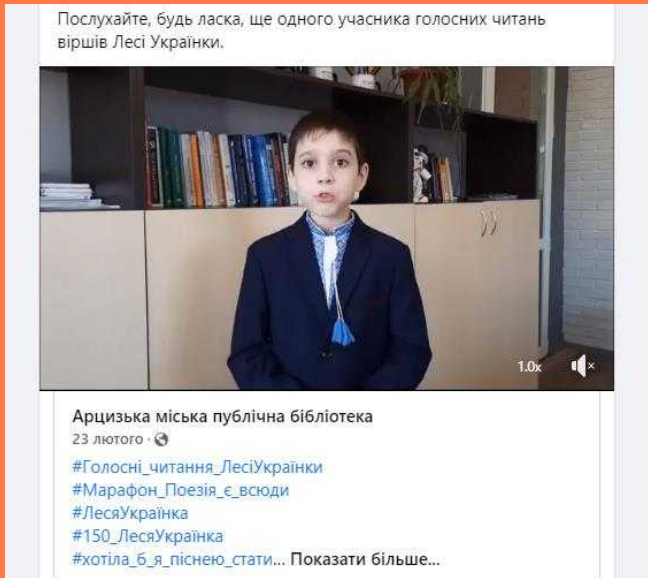 Послухайте, будь ласка, ще одного учасника голосних читань
віршів Лесі Українки.
1.0x
Арцизька міська публічна бібліотека
23 лютого ·
#Голосні_читання_ЛесіУкраїнки
#Марафон_Поезія_є_всюди
#ЛесяУкраїнка
#150_ЛесяУкраїнка
#хотіла_б_я_піснею_стати... Показати більше...